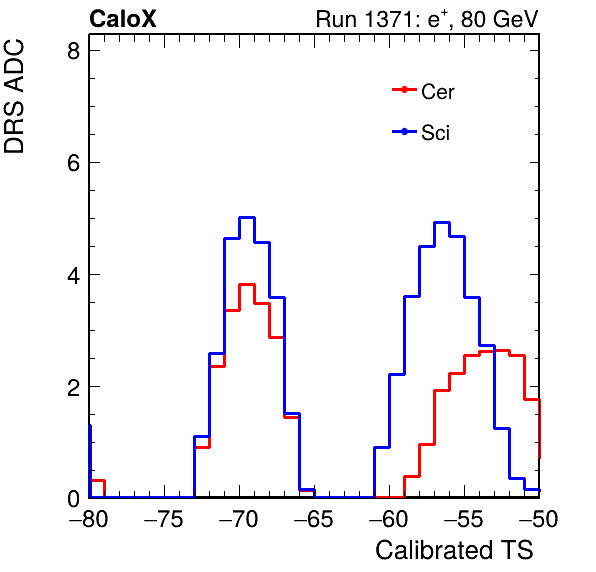 CaloX Run 1371: e⁺, 80 GeV
DRS ADC
8
6
4
2
0
Cer
Sci
−80 −75 −70 −65 −60 −55 −50
Calibrated TS